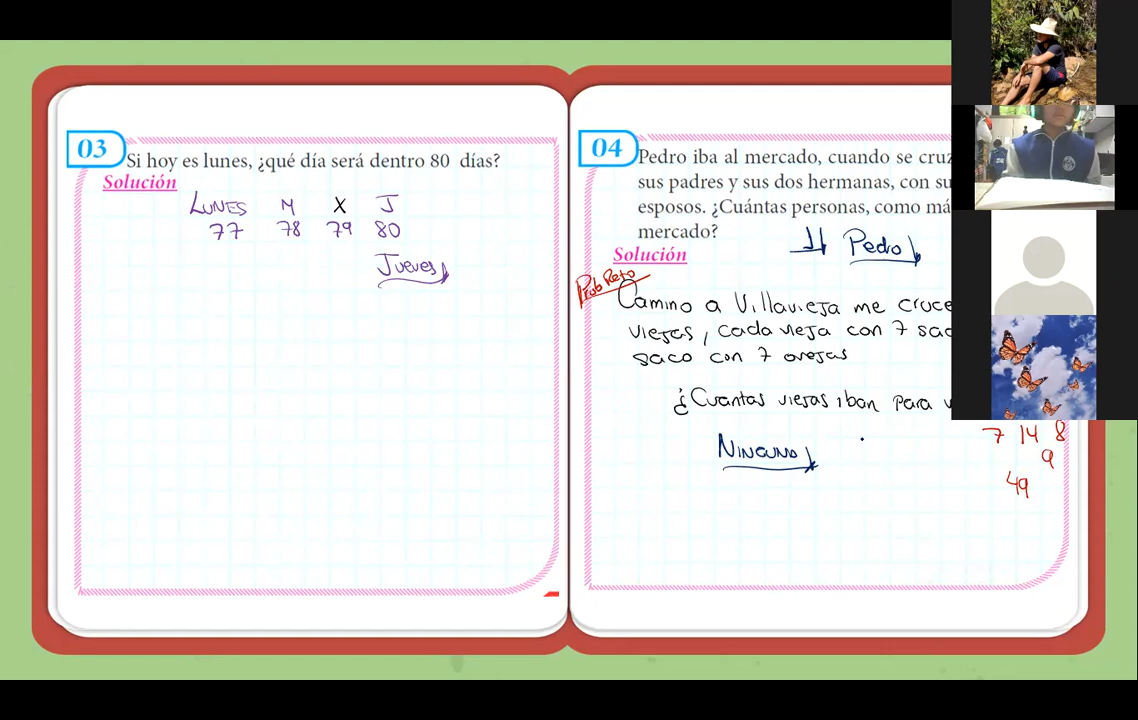 03
Si hoy es lunes, ¿qué día será dentro 80 días?
Solución
LUNES M X J
77 78 79 80
Jueves
04
Pedro iba al mercado, cuando se cruz
sus padres y sus dos hermanas, con su
esposos. ¿Cuántas personas, como má
mercado?
1 Pedro
Solución
Prob Reto
Camino a Villavieja me cruce
viejas, cada vieja con 7 sac
saco con 7 ovejas
¿Cuantas viejas iban para v
NINGUNA
7 14 8
9
49